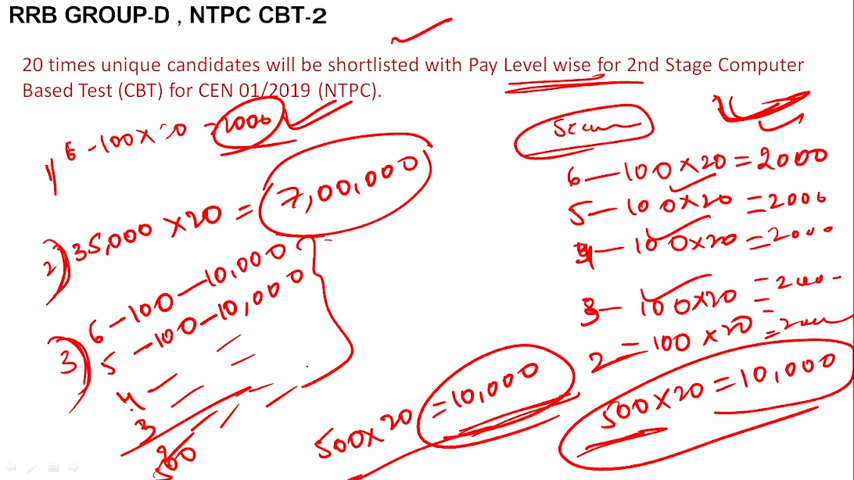 RRB GROUP-D , NTPC CBT-2
20 times unique candidates will be shortlisted with Pay Level wise for 2nd Stage Computer
Based Test (CBT) for CEN 01/2019 (NTPC).
1) 6-100×20 =2000
2) 35,000 ×20 = 7,00,000
3) 6-100-10,000
5-100-10,000
4
3
500
500×20 =10,000
6-100×20=2000
5-100×20=2000
4-100×20=2000
3-100×20=2000
2-100×20=2000
500×20=10,000